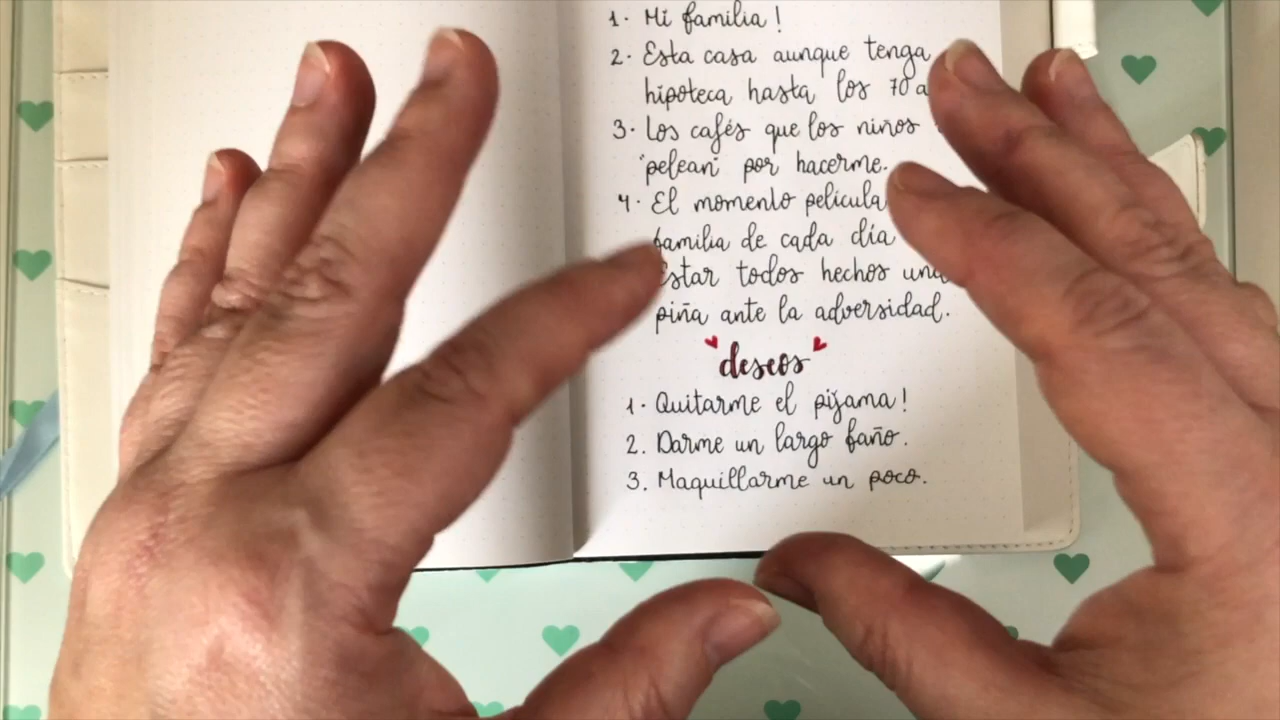 1. Mi familia!
2. Esta casa aunque tenga
hipoteca hasta los 70
3. Los cafés que los niños
"pelean" por hacerme.
4. El momento película
familia de cada día
Estar todos hechos una
piña ante la adversidad.
deseos
1. Quitarme el pijama!
2. Darme un largo baño.
3. Maquillarme un poco.